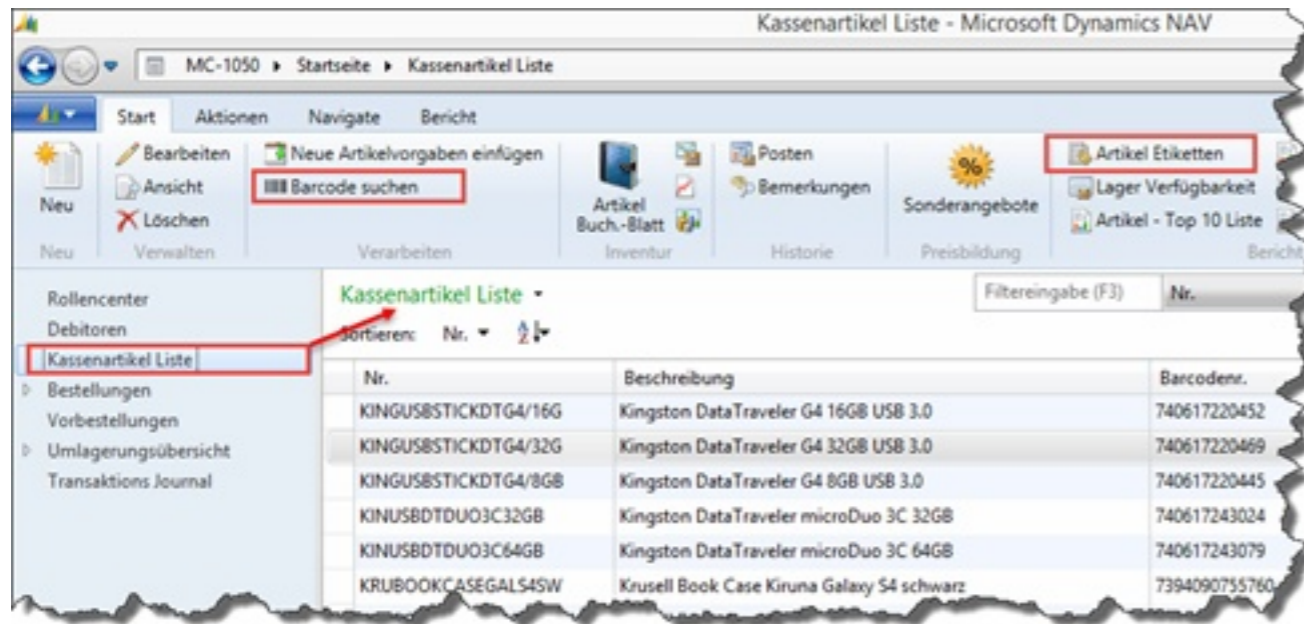 Kassenartikel Liste - Microsoft Dynamics NAV
MC-1050 Startseite Kassenartikel Liste
Start Aktionen Navigate Bericht
Neu
Bearbeiten
Ansicht
Löschen
Neue Artikelvorgaben einfügen
Barcode suchen
Artikel
Buch.-Blatt
Posten
Bemerkungen
%
Sonderangebote
Artikel Etiketten
Lager Verfügbarkeit
Artikel - Top 10 Liste
Neu Verwalten Verarbeiten Inventur Historie Preisbildung Bericht
Rollencenter
Debitoren
Kassenartikel Liste
Bestellungen
Vorbestellungen
Umlagerungsübersicht
Transaktions Journal
Kassenartikel Liste
Filtereingabe (F3) Nr.
Sortieren: Nr. A Z
Nr. Beschreibung Barcodenr.
KINGUSBSTICKDTG4/16G Kingston DataTraveler G4 16GB USB 3.0 740617220452
KINGUSBSTICKDTG4/32G Kingston DataTraveler G4 32GB USB 3.0 740617220469
KINGUSBSTICKDTG4/8GB Kingston DataTraveler G4 8GB USB 3.0 740617220445
KINUSBDTDUO3C32GB Kingston DataTraveler microDuo 3C 32GB 740617243024
KINUSBDTDUO3C64GB Kingston DataTraveler microDuo 3C 64GB 740617243079
KRUBOOKCASEGALS4SW Krusell Book Case Kiruna Galaxy S4 schwarz 7394090755760